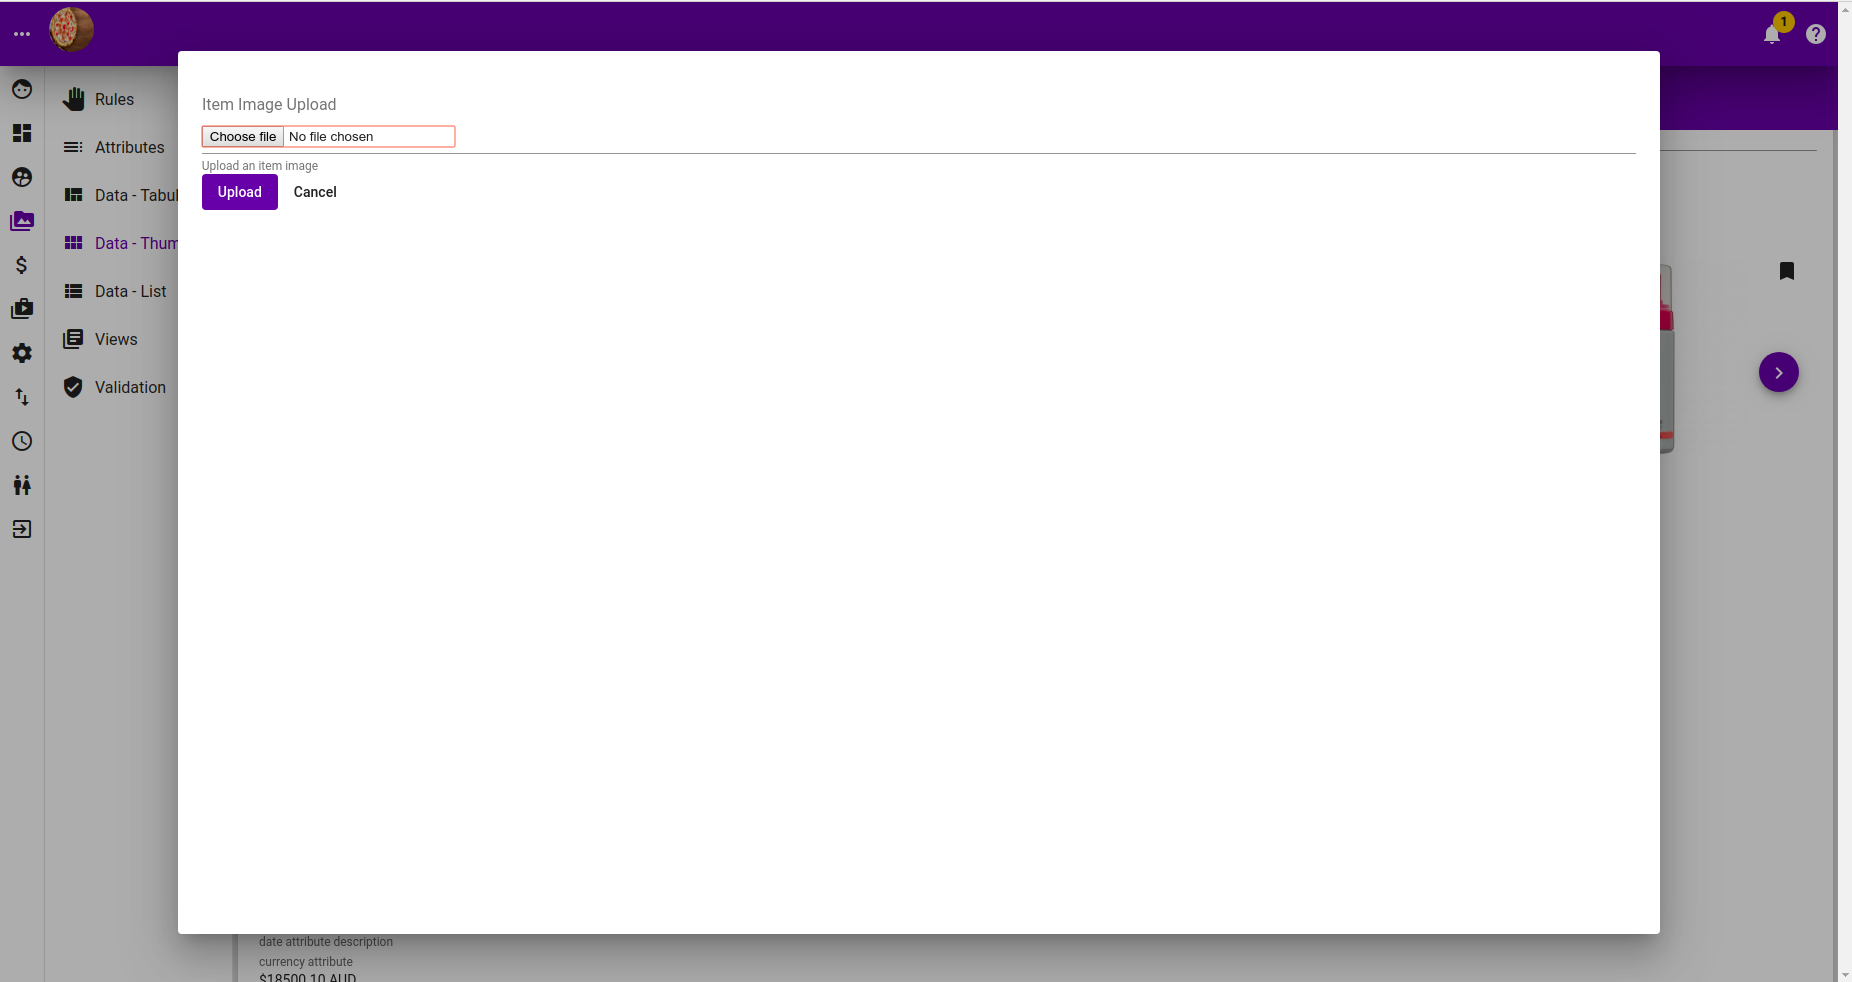 1
Rules
Attributes
Data - Tabul
Data - Thum
Data - List
Views
Validation
Item Image Upload
Choose file No file chosen
Upload an item image
Upload Cancel
date attribute description
currency attribute
$18500.10 AUD